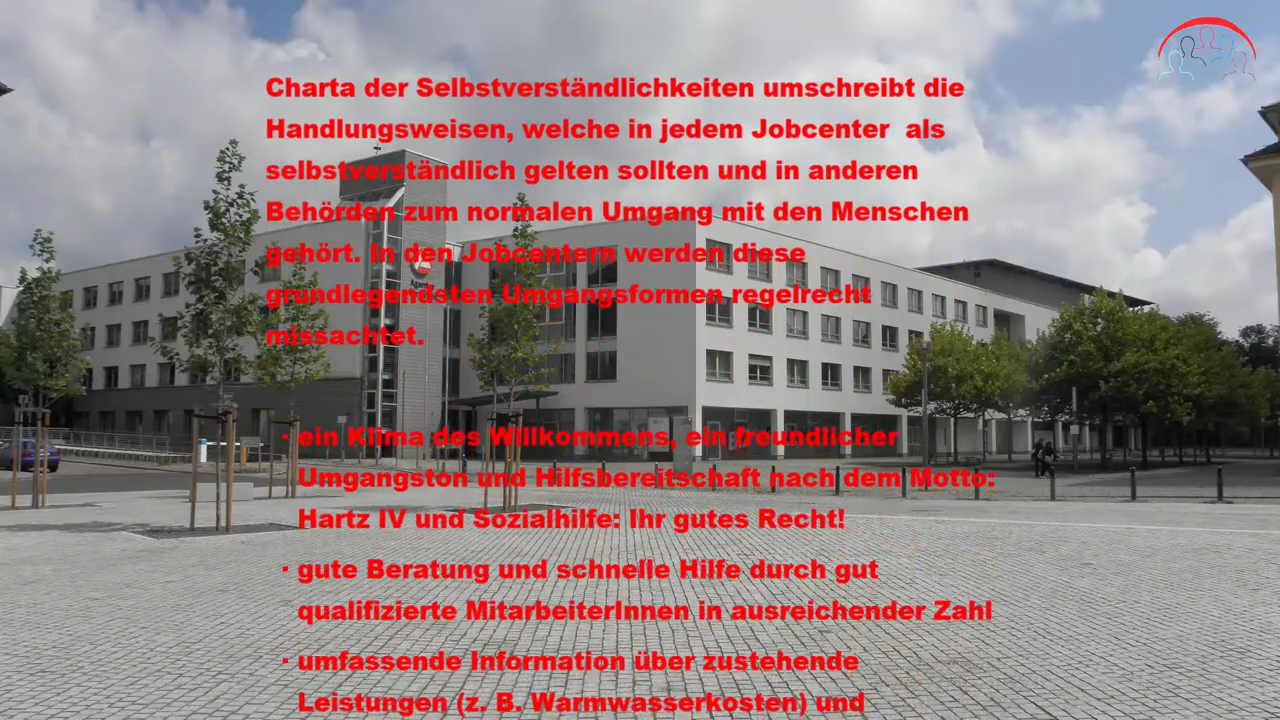 Charta der Selbstverständlichkeiten umschreibt die
Handlungsweisen, welche in jedem Jobcenter als
selbstverständlich gelten sollten und in anderen
Behörden zum normalen Umgang mit den Menschen
gehört. In den Jobcentern werden diese
grundlegendsten Umgangsformen regelrecht
missachtet.
· ein Klima des Willkommens, ein freundlicher
Umgangston und Hilfsbereitschaft nach dem Motto:
Hartz IV und Sozialhilfe: Ihr gutes Recht!
· gute Beratung und schnelle Hilfe durch gut
qualifizierte MitarbeiterInnen in ausreichender Zahl
· umfassende Information über zustehende
Leistungen (z. B. Warmwasserkosten) und